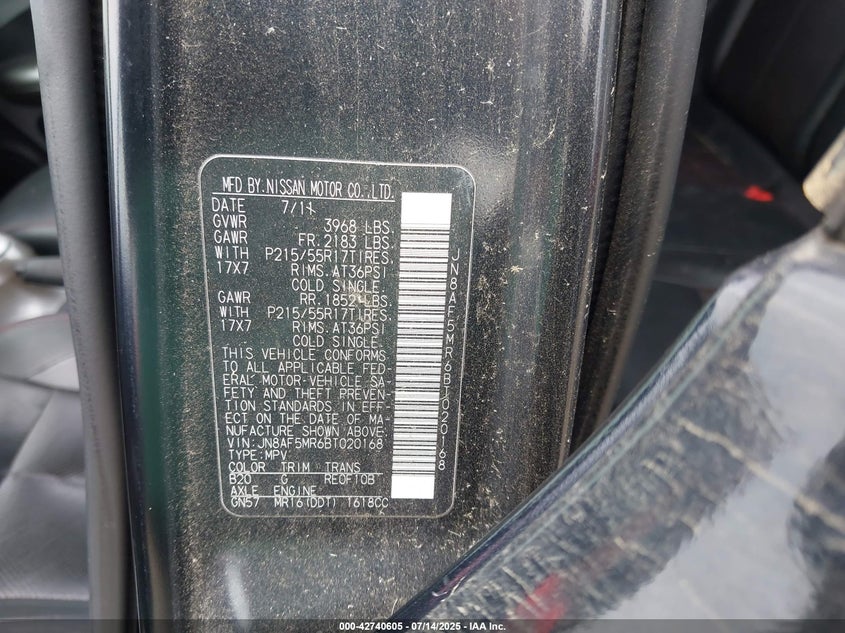 MFD BY.NISSAN MOTOR CO.,LTD.
DATE 7/11
GVWR 3968 LBS.
GAWR FR.2183 LBS.
WITH P215/55R17TIRES.
17X7 RIMS.AT36PSI
COLD SINGLE.
GAWR RR.1852 LBS.
WITH P215/55R17TIRES.
17X7 RIMS.AT36PSI
COLD SINGLE.
THIS VEHICLE CONFORMS
TO ALL APPLICABLE FED-
ERAL MOTOR-VEHICLE SA-
FETY AND THEFT PREVEN-
TION STANDARDS IN EFF-
ECT ON THE DATE OF MA-
NUFACTURE SHOWN ABOVE.
VIN:JN8AF5MR6BT020168
TYPE:MPV
COLOR TRIM TRANS
B20 G RE0F10B
AXLE ENGINE
GN57 MR16(DDT) 1618CC
JN8AF5MR6BT020168
000-42740605 - 07/14/2025 - IAA Inc.